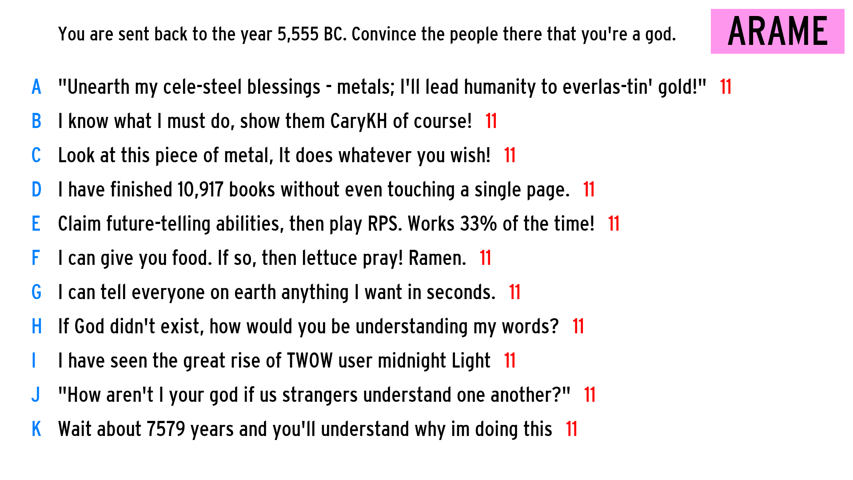 You are sent back to the year 5,555 BC. Convince the people there that you're a god.
ARAME
A "Unearth my cele-steel blessings - metals; I'll lead humanity to everlas-tin' gold!" 11
B I know what I must do, show them CaryKH of course! 11
C Look at this piece of metal, It does whatever you wish! 11
D I have finished 10,917 books without even touching a single page. 11
E Claim future-telling abilities, then play RPS. Works 33% of the time! 11
F I can give you food. If so, then lettuce pray! Ramen. 11
G I can tell everyone on earth anything I want in seconds. 11
H If God didn't exist, how would you be understanding my words? 11
I I have seen the great rise of TWOW user midnight Light 11
J "How aren't I your god if us strangers understand one another?" 11
K Wait about 7579 years and you'll understand why im doing this 11